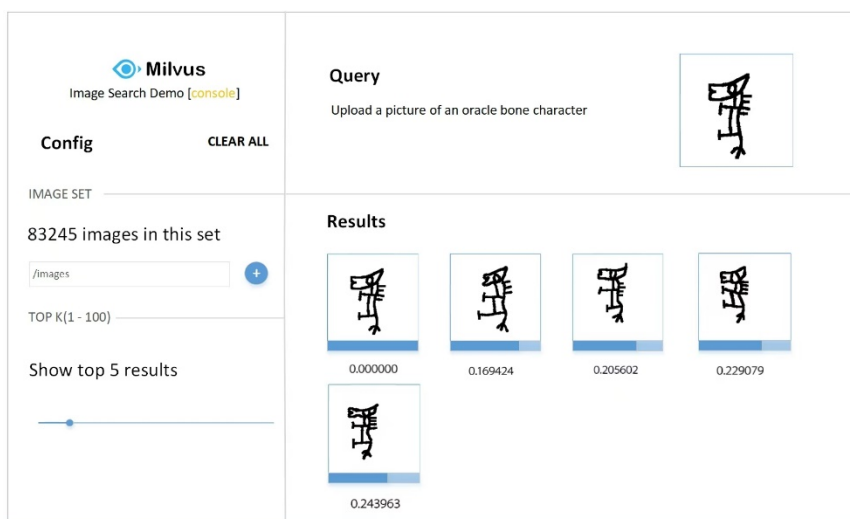 Milvus
Image Search Demo [console]
Config
CLEAR ALL
IMAGE SET
83245 images in this set
/images
+
TOP K(1 - 100)
Show top 5 results
Query
Upload a picture of an oracle bone character
Results
0.000000
0.169424
0.205602
0.229079
0.243963